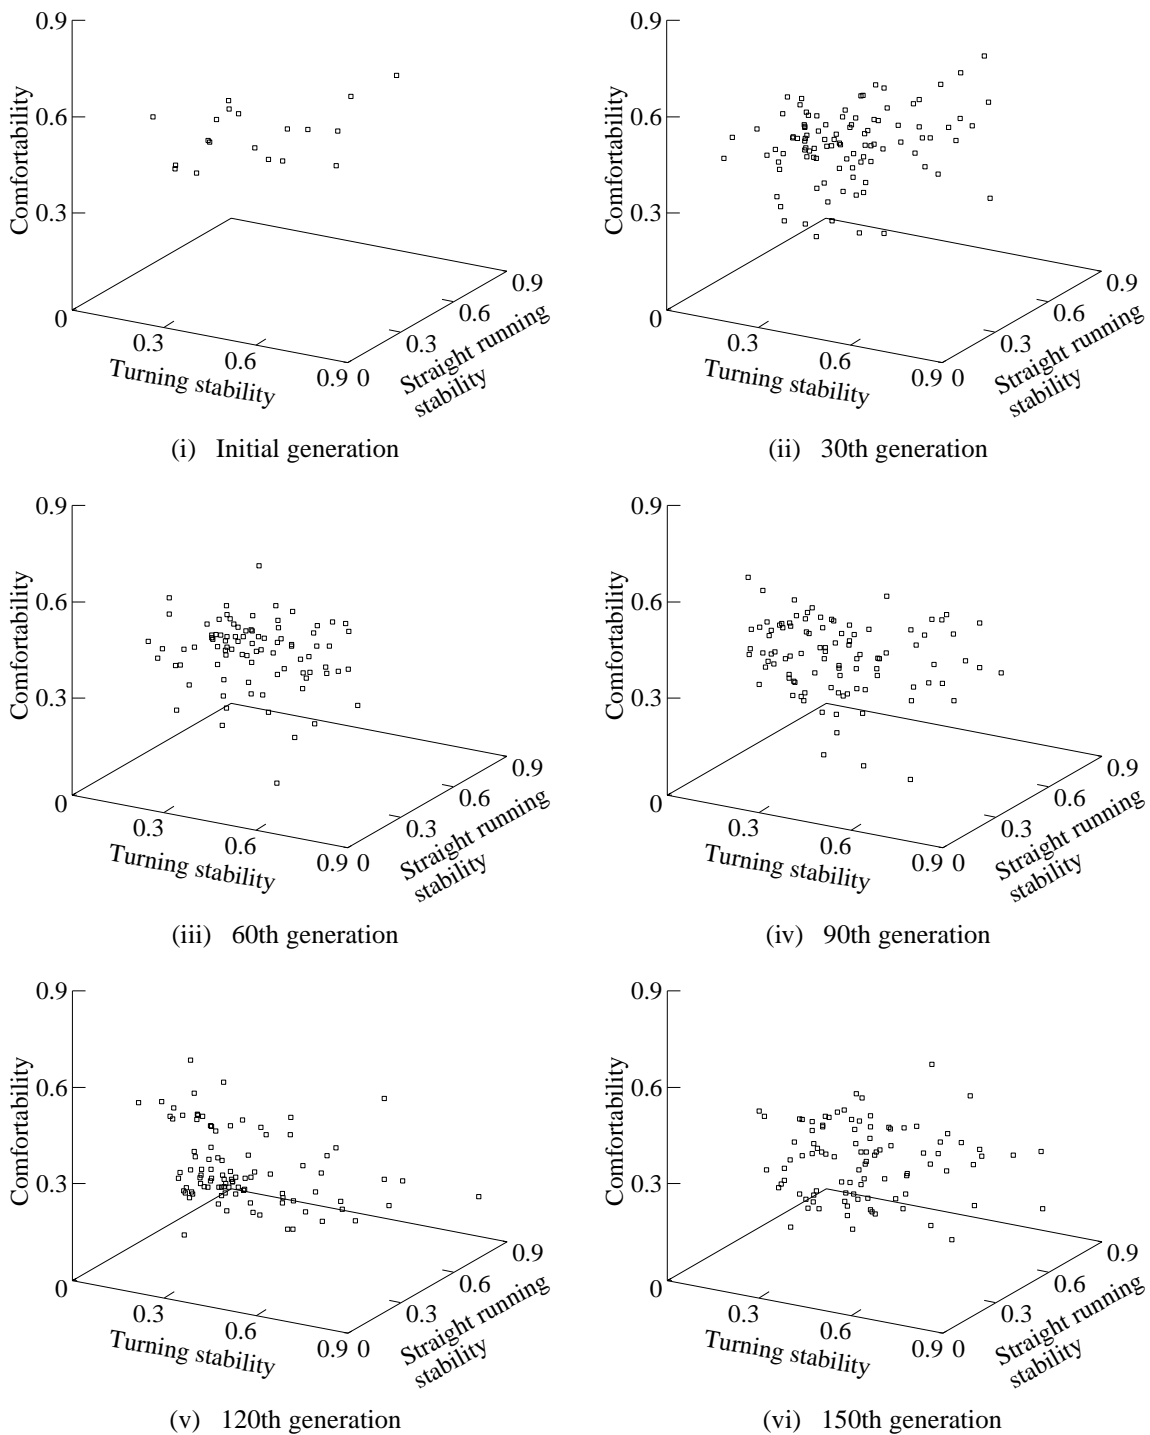 0.9
0.6
0.3
0
Comfortability
0.3
0.6
0.9
Turning stability
0
0.3
0.6
0.9
Straight running
stability
(i) Initial generation
0.9
0.6
0.3
0
Comfortability
0.3
0.6
0.9
Turning stability
0
0.3
0.6
0.9
Straight running
stability
(ii) 30th generation
0.9
0.6
0.3
0
Comfortability
0.3
0.6
0.9
Turning stability
0
0.3
0.6
0.9
Straight running
stability
(iii) 60th generation
0.9
0.6
0.3
0
Comfortability
0.3
0.6
0.9
Turning stability
0
0.3
0.6
0.9
Straight running
stability
(iv) 90th generation
0.9
0.6
0.3
0
Comfortability
0.3
0.6
0.9
Turning stability
0
0.3
0.6
0.9
Straight running
stability
(v) 120th generation
0.9
0.6
0.3
0
Comfortability
0.3
0.6
0.9
Turning stability
0
0.3
0.6
0.9
Straight running
stability
(vi) 150th generation